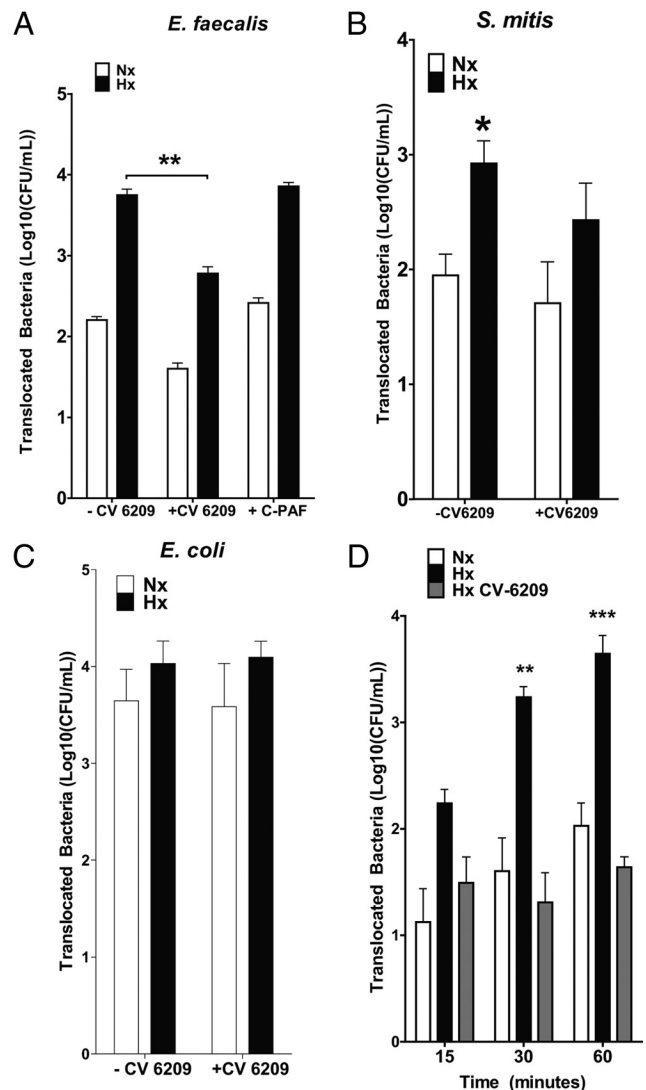 A
E. faecalis
Nx
Hx
Translocated Bacteria (Log10(CFU/mL))
5
4
3
2
1
0
**
- CV 6209
+CV 6209
+ C-PAF
B
S. mitis
Nx
Hx
Translocated Bacteria (Log10(CFU/mL))
4
3
2
1
0
*
-CV6209
+CV6209
C
E. coli
Nx
Hx
Translocated Bacteria (Log10(CFU/mL))
5
4
3
2
1
0
- CV 6209
+CV 6209
D
Nx
Hx
Hx CV-6209
Translocated Bacteria (Log10(CFU/mL))
4
3
2
1
0
**
***
15
30
60
Time (minutes)